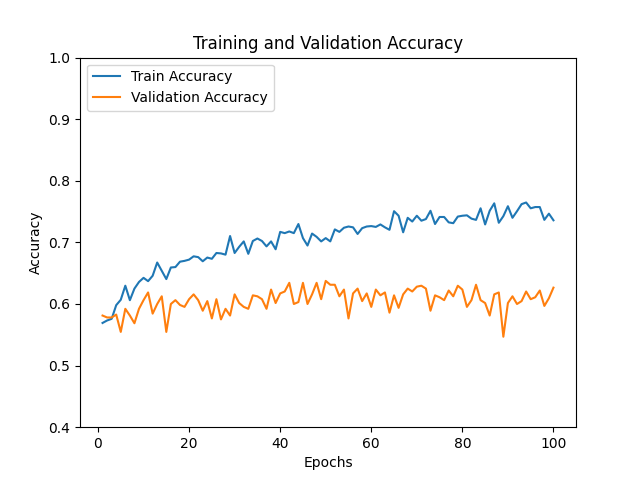 Training and Validation Accuracy
Train Accuracy
Validation Accuracy
1.0
0.9
0.8
0.7
0.6
0.5
0.4
Accuracy
0 20 40 60 80 100
Epochs